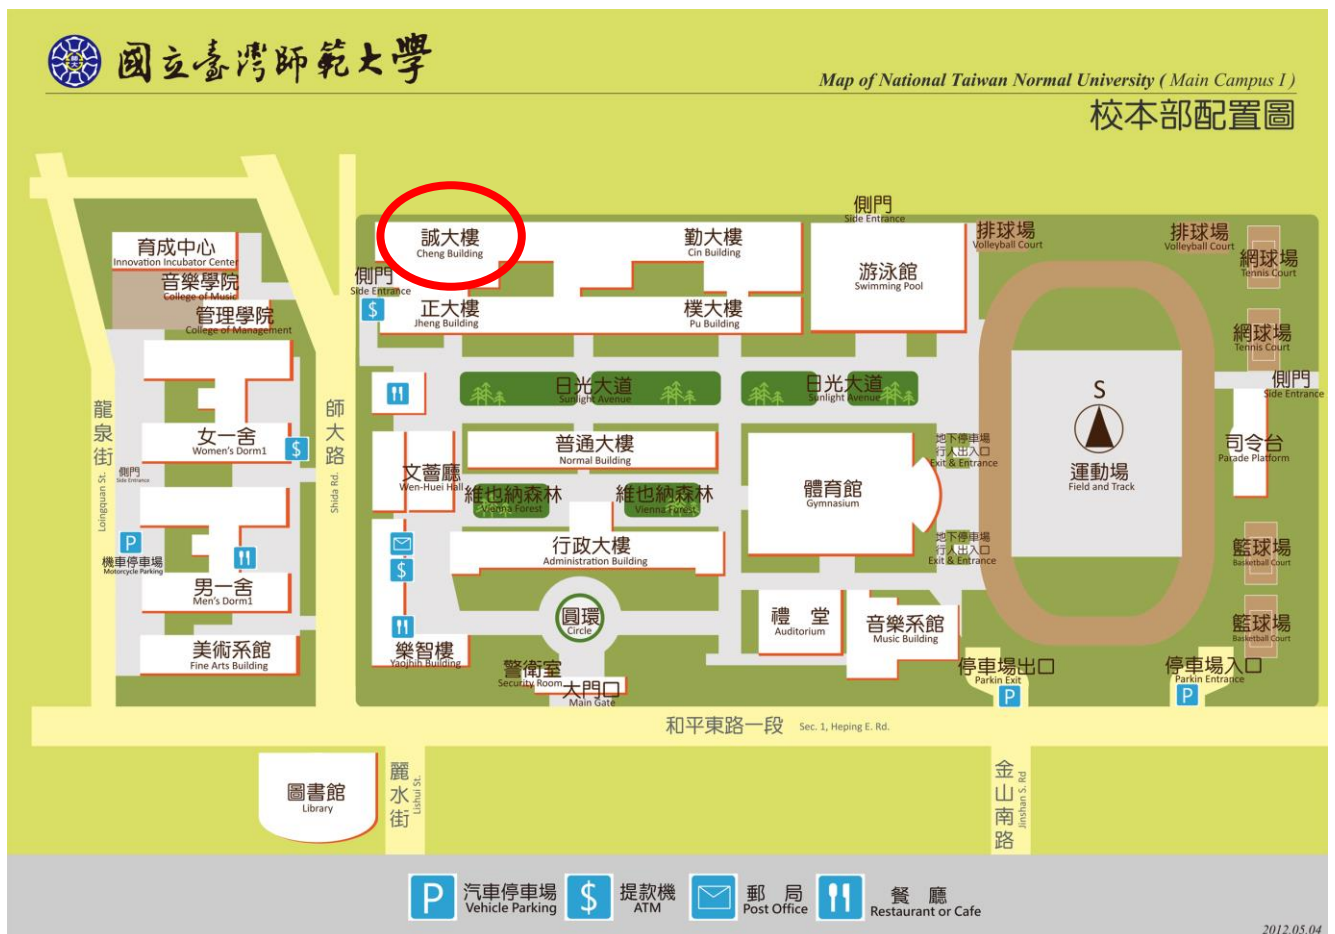 國立臺灣師範大學
Map of National Taiwan Normal University ( Main Campus I )
校本部配置圖
育成中心
Innovation Incubator Center
音樂學院
College of Music
管理學院
College of Management
誠大樓
Cheng Building
勤大樓
Cin Building
側門
Side Entrance
正大樓
Jheng Building
樸大樓
Pu Building
側門
Side Entrance
游泳館
Swimming Pool
排球場
Volleyball Court
排球場
Volleyball Court
網球場
Tennis Court
網球場
Tennis Court
側門
Side Entrance
日光大道
Sunlight Avenue
日光大道
Sunlight Avenue
龍泉街
Loingquan St.
師大路
Shida Rd.
女一舍
Women's Dorm1
側門
Side Entrance
文薈廳
Wen-Huei Hall
普通大樓
Normal Building
維也納森林
Vienna Forest
維也納森林
Vienna Forest
體育館
Gymnasium
地下停車場
行人出入口
Exit & Entrance
S
運動場
Field and Track
司令台
Parade Platform
機車停車場
Motorcycle Parking
男一舍
Men's Dorm1
行政大樓
Administration Building
地下停車場
行人出入口
Exit & Entrance
籃球場
Basketball Court
籃球場
Basketball Court
美術系館
Fine Arts Building
樂智樓
Yaojhih Building
圓環
Circle
禮 堂
Auditorium
音樂系館
Music Building
警衛室
Security Room
大門口
Main Gate
停車場出口
Parkin Exit
P
停車場入口
Parkin Entrance
P
P
$
$
$
和平東路一段 Sec. 1, Heping E. Rd.
圖書館
Library
麗水街
Lishui St.
金山南路
Jinshan S. Rd
P 汽車停車場
Vehicle Parking
$ 提款機
ATM
郵 局
Post Office
餐 廳
Restaurant or Cafe
2012.05.04